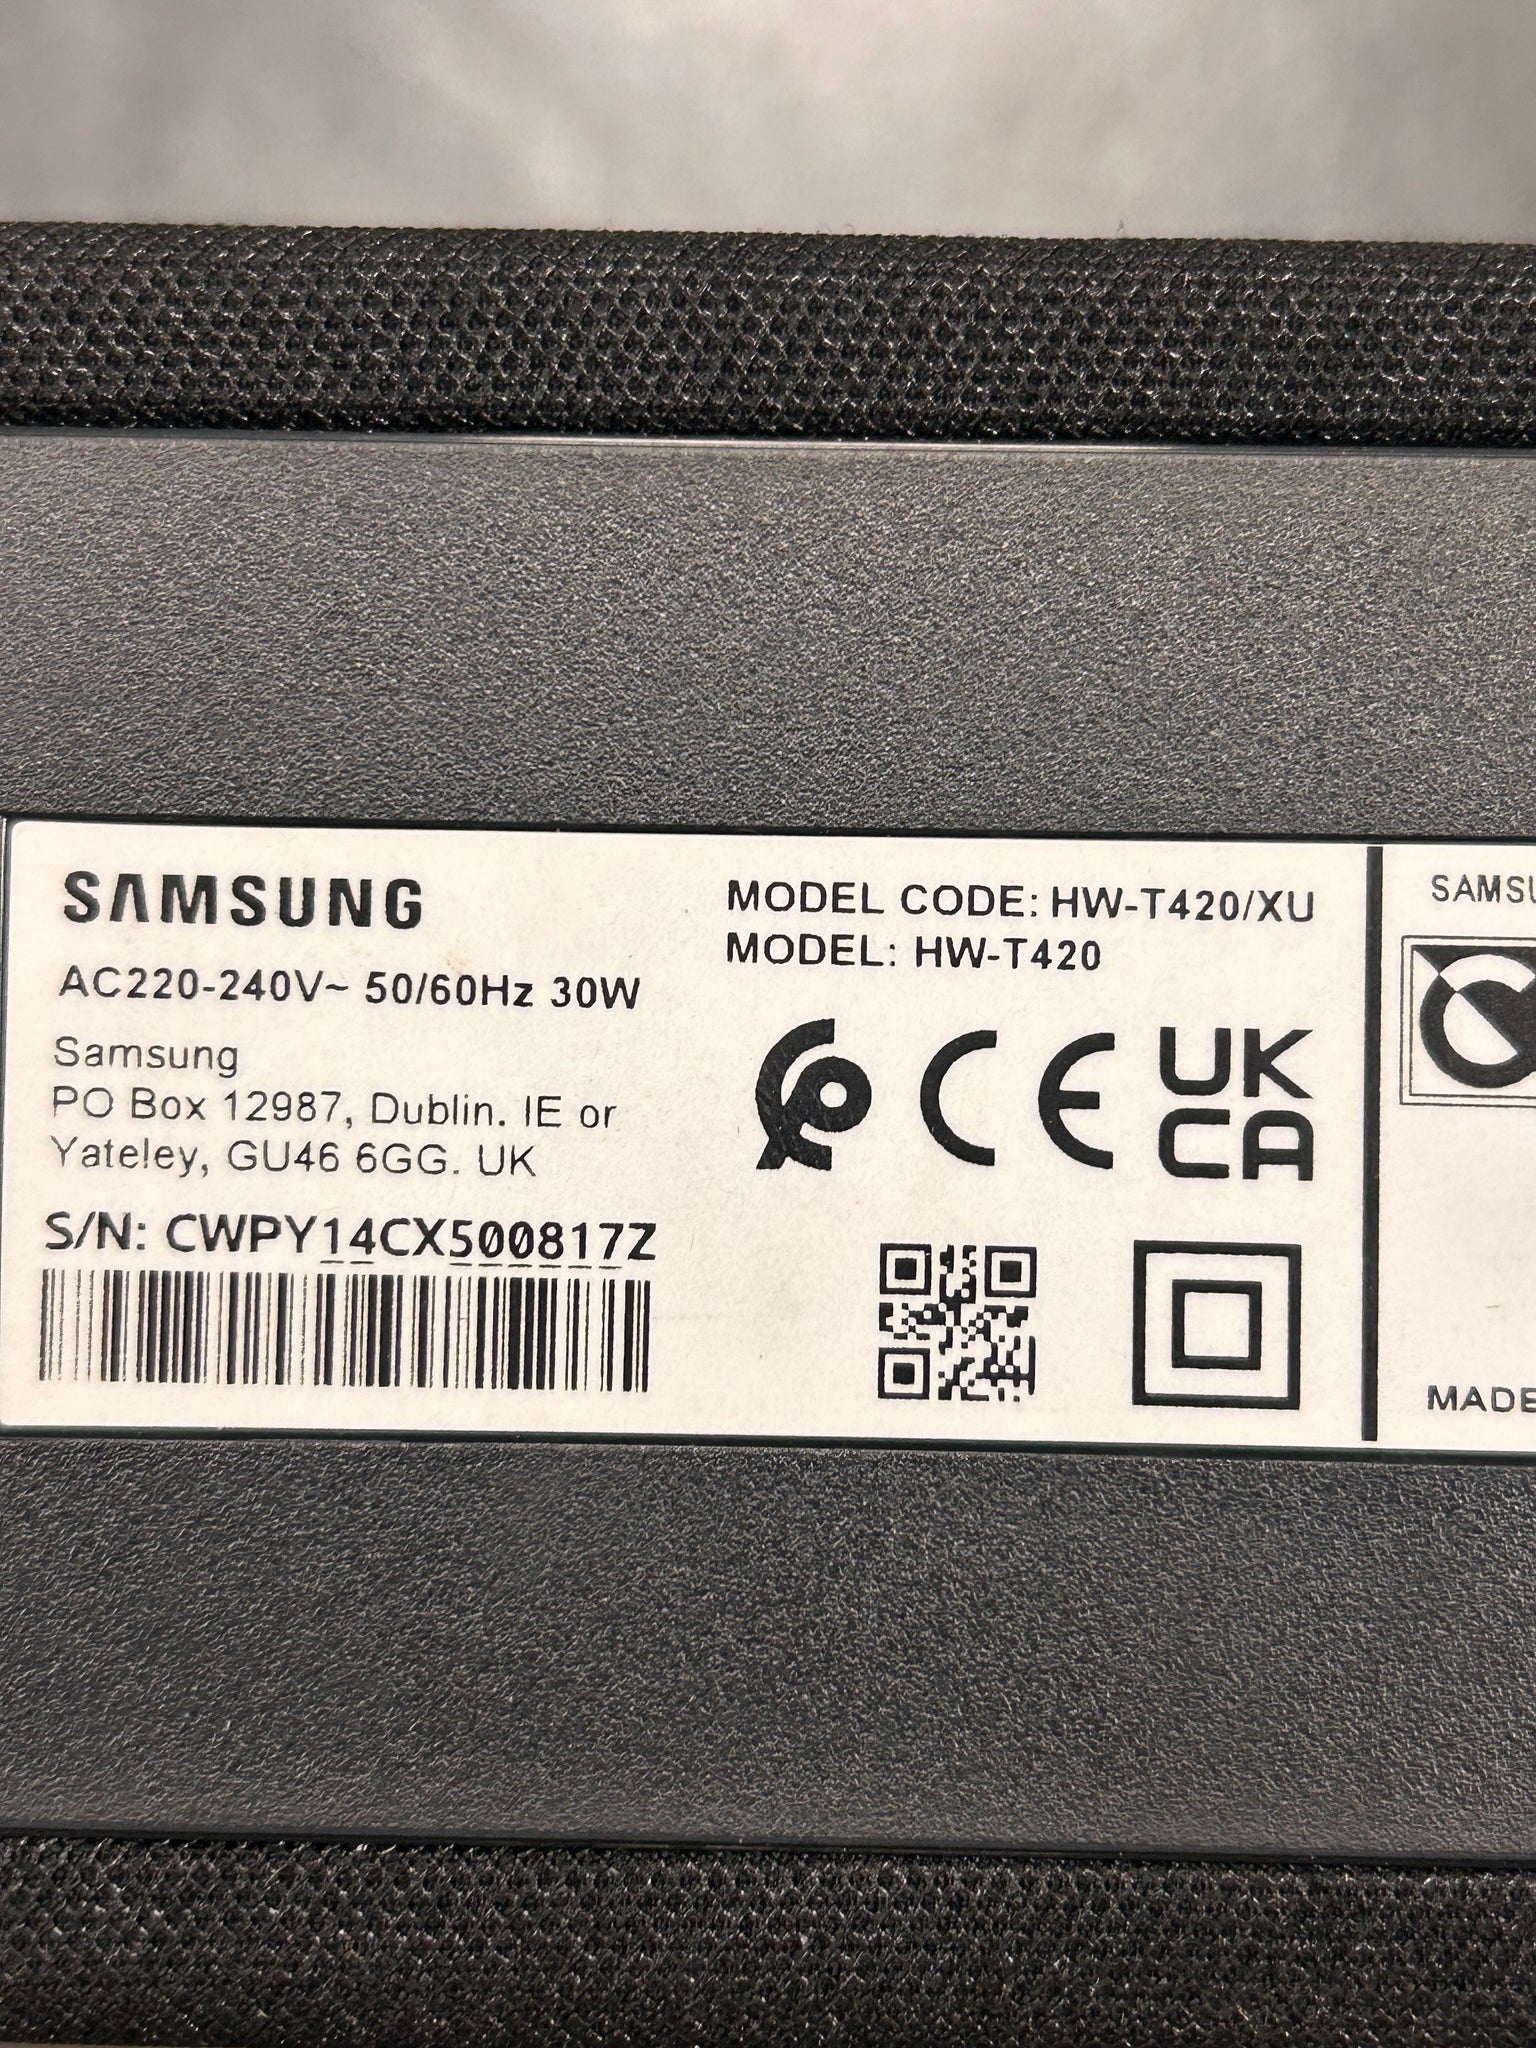 SAMSUNG
AC220-240V~ 50/60Hz 30W
Samsung
PO Box 12987, Dublin. IE or
Yateley, GU46 6GG. UK
S/N: CWPY14CX500817Z
MODEL CODE: HW-T420/XU
MODEL: HW-T420
CE
UK
CA
SAMSU
MADE